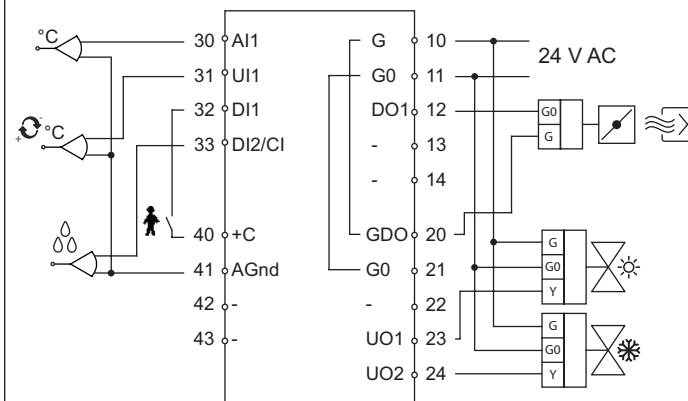 °C
30 AI1
G 10
24 V AC
31 UI1
G0 11
+ °C -
32 DI1
DO1 12
G0
33 DI2/CI
- 13
G
- 14
40 +C
GDO 20
G
41 AGnd
G0 21
G0
42 -
- 22
Y
43 -
UO1 23
G
G0
UO2 24
Y